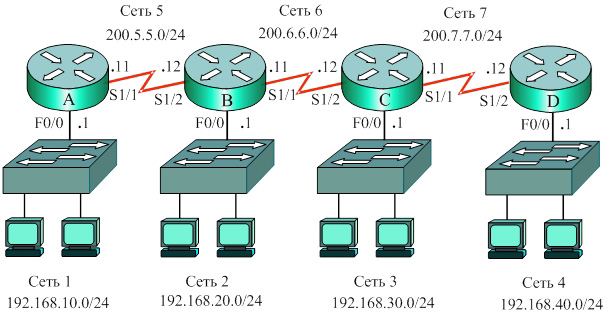 Сеть 5
Сеть 6
Сеть 7
200.5.5.0/24
200.6.6.0/24
200.7.7.0/24
.11
.12
.11
.12
.11
.12
A
S1/1
S1/2
B
S1/1
S1/2
C
S1/1
S1/2
D
F0/0
.1
F0/0
.1
F0/0
.1
F0/0
.1
Сеть 1
Сеть 2
Сеть 3
Сеть 4
192.168.10.0/24
192.168.20.0/24
192.168.30.0/24
192.168.40.0/24